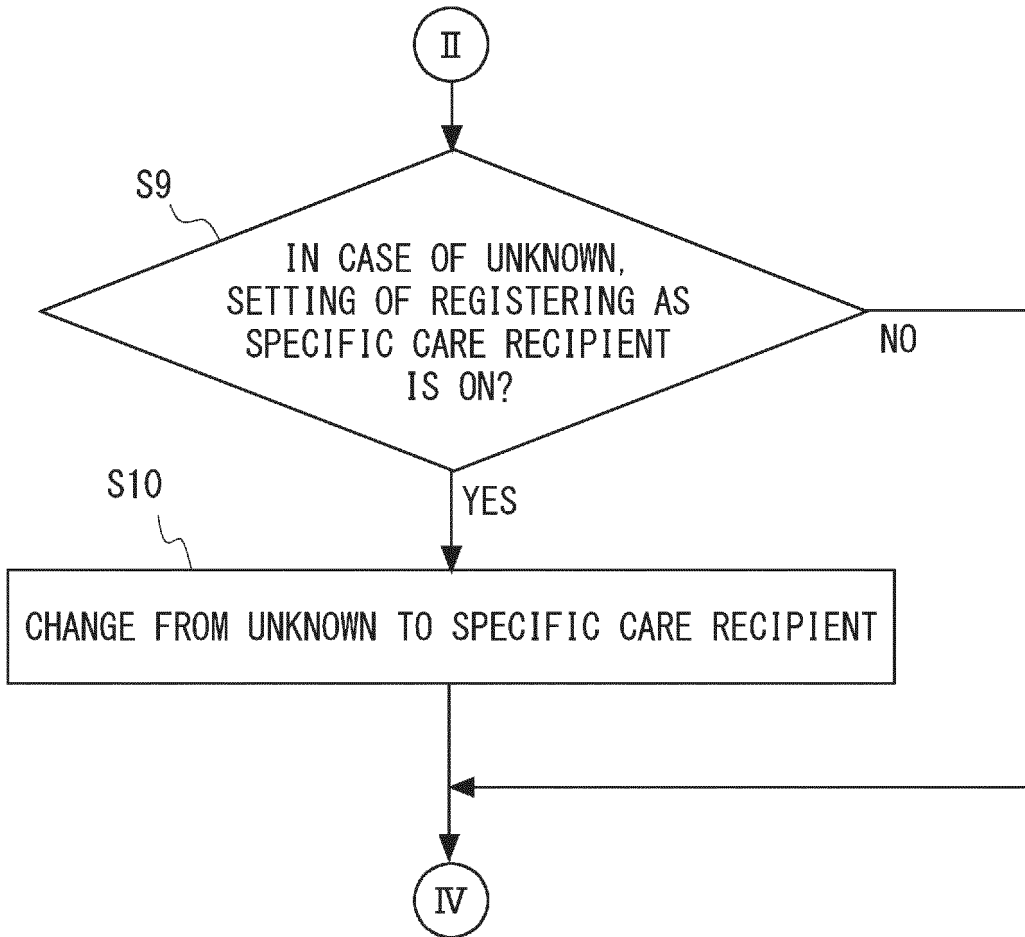 Ⅱ
S9
IN CASE OF UNKNOWN,
SETTING OF REGISTERING AS
SPECIFIC CARE RECIPIENT
IS ON?
NO
YES
S10
CHANGE FROM UNKNOWN TO SPECIFIC CARE RECIPIENT
Ⅳ